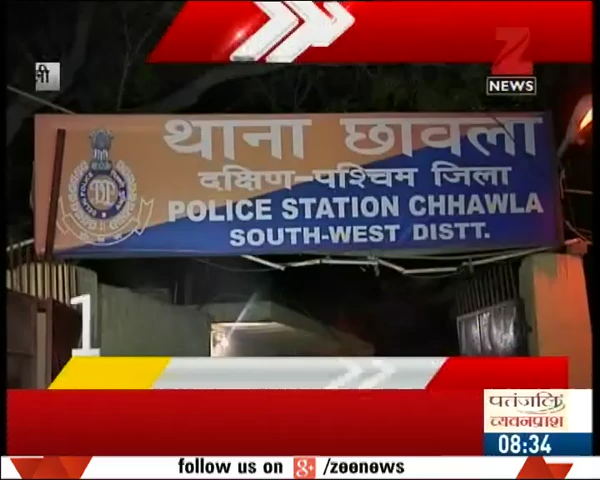 ली
Z
NEWS
थाना छावला
दक्षिण-पश्चिम जिला
POLICE STATION CHHAWLA
SOUTH-WEST DISTT.
1
पतंजलि
च्यवनप्राश
08:34
follow us on g+ /zeenews